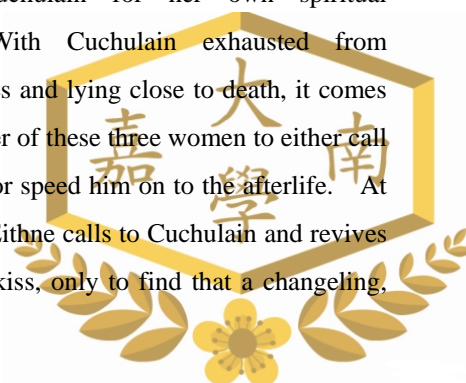 for her own spiritual
With Cuchulain exhausted from
and lying close to death, it comes
of these three women to either call
or speed him on to the afterlife. At
Eithne calls to Cuchulain and revives
kiss, only to find that a changeling,
大
嘉 南
學